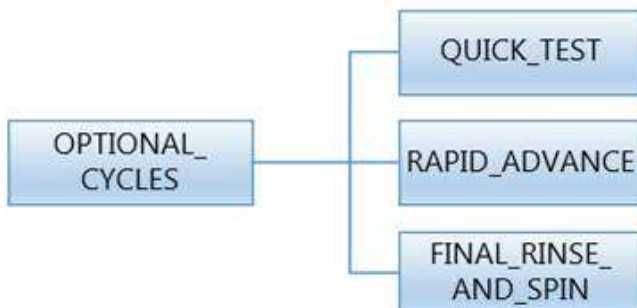 OPTIONAL_
CYCLES
QUICK_TEST
RAPID_ADVANCE
FINAL_RINSE_
AND_SPIN